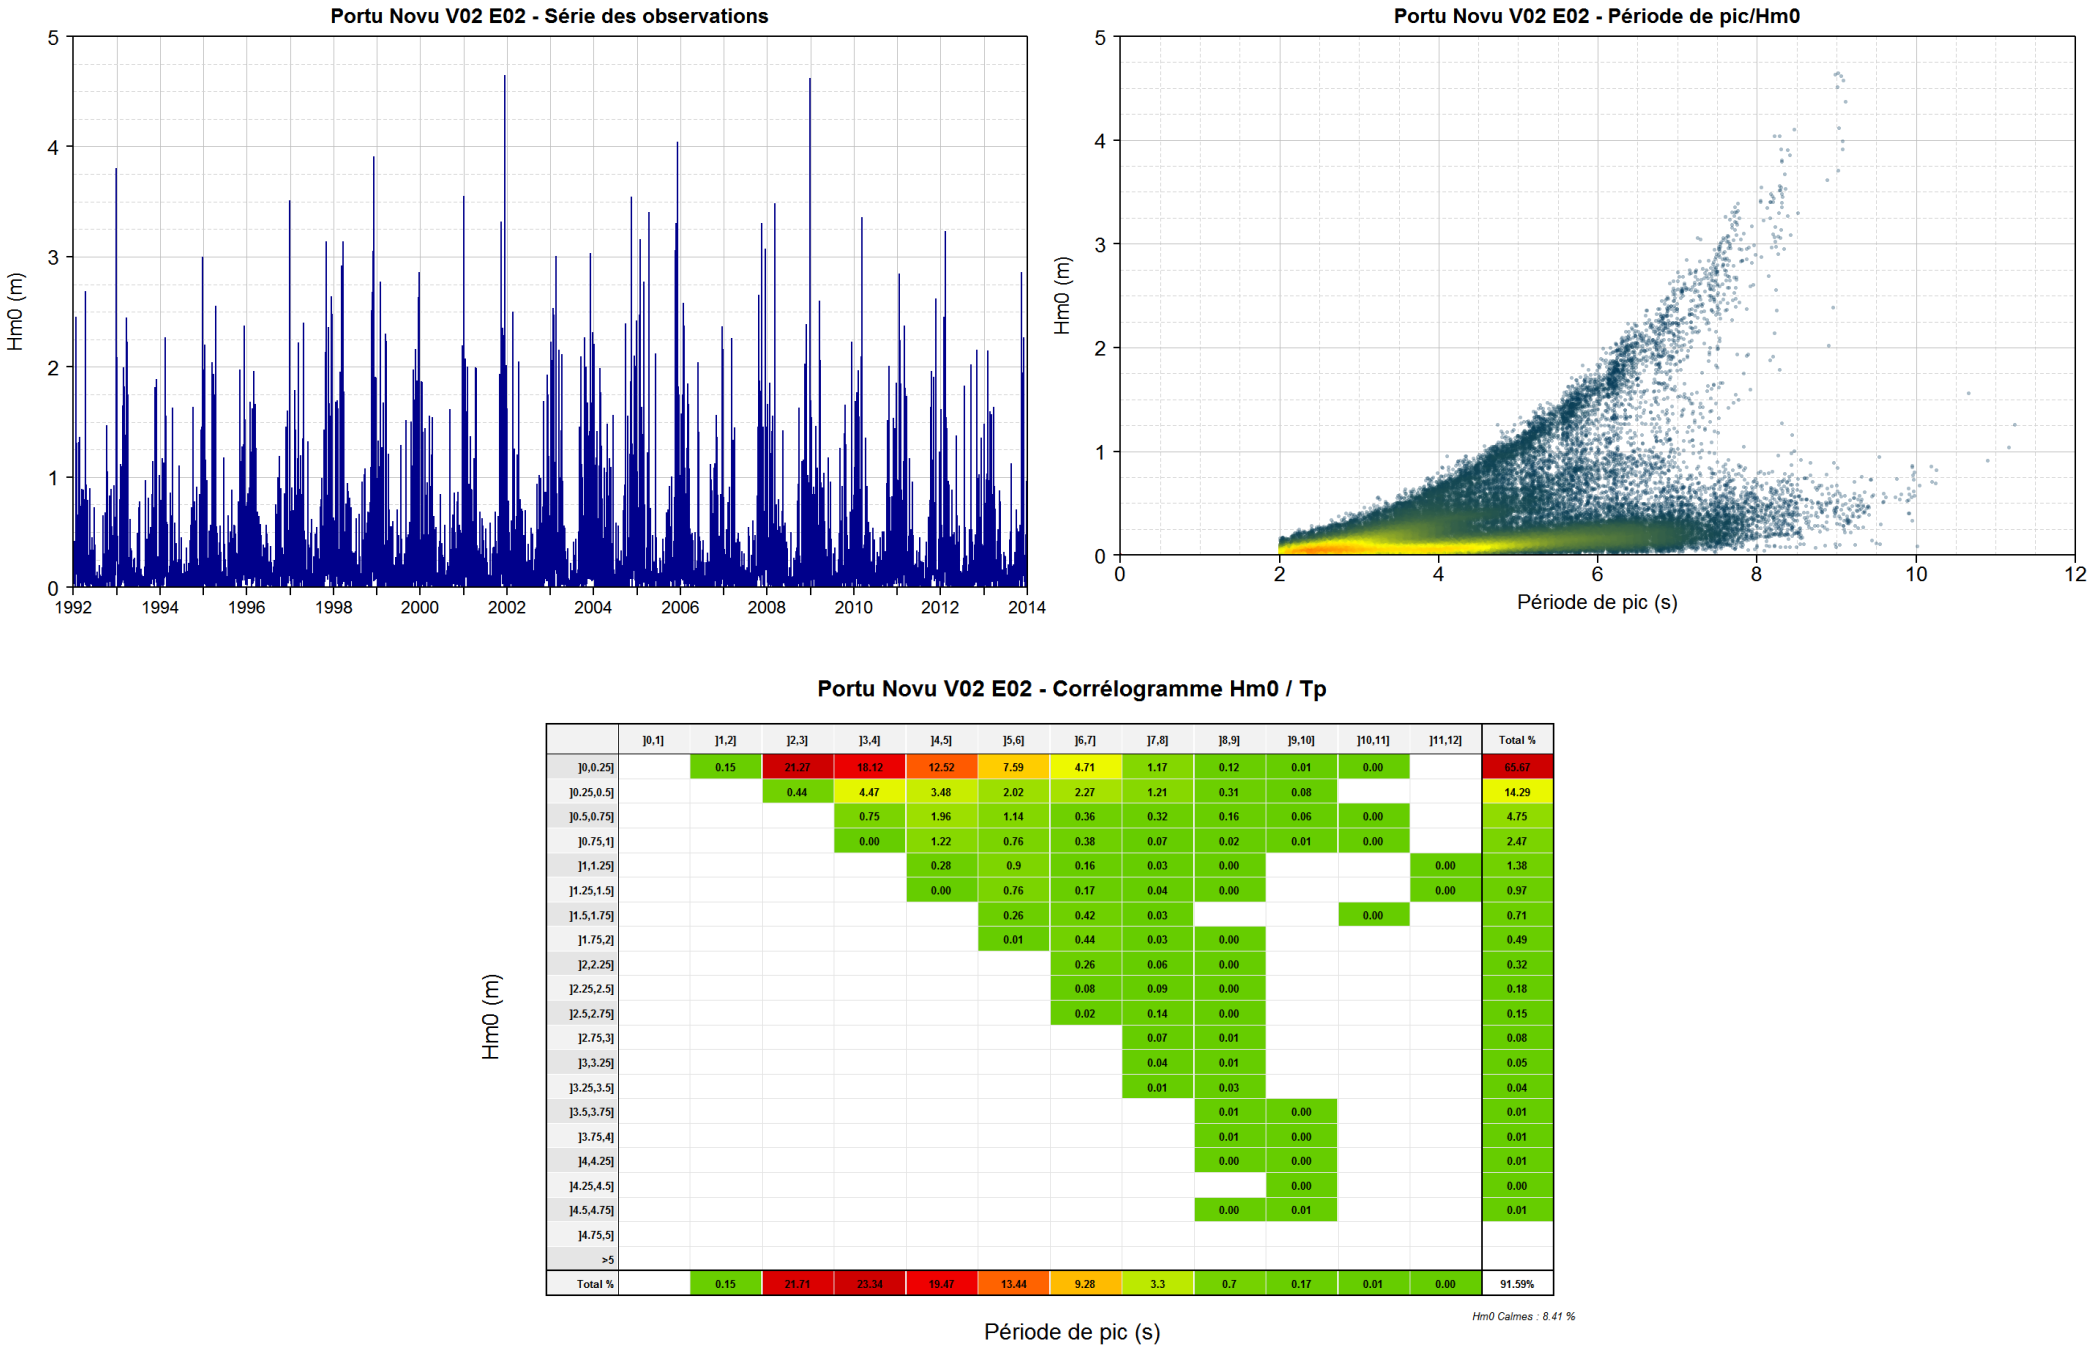 Portu Novu V02 E02 - Série des observations
5
4
3
2
1
0
Hm0 (m)
1992 1994 1996 1998 2000 2002 2004 2006 2008 2010 2012 2014
Portu Novu V02 E02 - Période de pic/Hm0
5
4
3
2
1
0
Hm0 (m)
0 2 4 6 8 10 12
Période de pic (s)
Portu Novu V02 E02 - Corrélogramme Hm0 / Tp
]0,1] ]1,2] ]2,3] ]3,4] ]4,5] ]5,6] ]6,7] ]7,8] ]8,9] ]9,10] ]10,11] ]11,12] Total %
]0,0.25] 0.15 21.27 18.12 12.52 7.59 4.71 1.17 0.12 0.01 0.00 65.67
]0.25,0.5] 0.44 4.47 3.48 2.02 2.27 1.21 0.31 0.08 14.29
]0.5,0.75] 0.75 1.96 1.14 0.36 0.32 0.16 0.06 0.00 4.75
]0.75,1] 0.00 1.22 0.76 0.38 0.07 0.02 0.01 0.00 2.47
]1,1.25] 0.28 0.9 0.16 0.03 0.00 0.00 1.38
]1.25,1.5] 0.00 0.76 0.17 0.04 0.00 0.00 0.97
]1.5,1.75] 0.26 0.42 0.03 0.00 0.71
]1.75,2] 0.01 0.44 0.03 0.00 0.49
]2,2.25] 0.26 0.06 0.00 0.32
]2.25,2.5] 0.08 0.09 0.00 0.18
]2.5,2.75] 0.02 0.14 0.00 0.15
]2.75,3] 0.07 0.01 0.08
]3,3.25] 0.04 0.01 0.05
]3.25,3.5] 0.01 0.03 0.04
]3.5,3.75] 0.01 0.00 0.01
]3.75,4] 0.01 0.00 0.01
]4,4.25] 0.00 0.00 0.01
]4.25,4.5] 0.00 0.00
]4.5,4.75] 0.00 0.01 0.01
]4.75,5]
>5
Total % 0.15 21.71 23.34 19.47 13.44 9.28 3.3 0.7 0.17 0.01 0.00 91.59%
Hm0 (m)
Hm0 Calmes : 8.41 %
Période de pic (s)